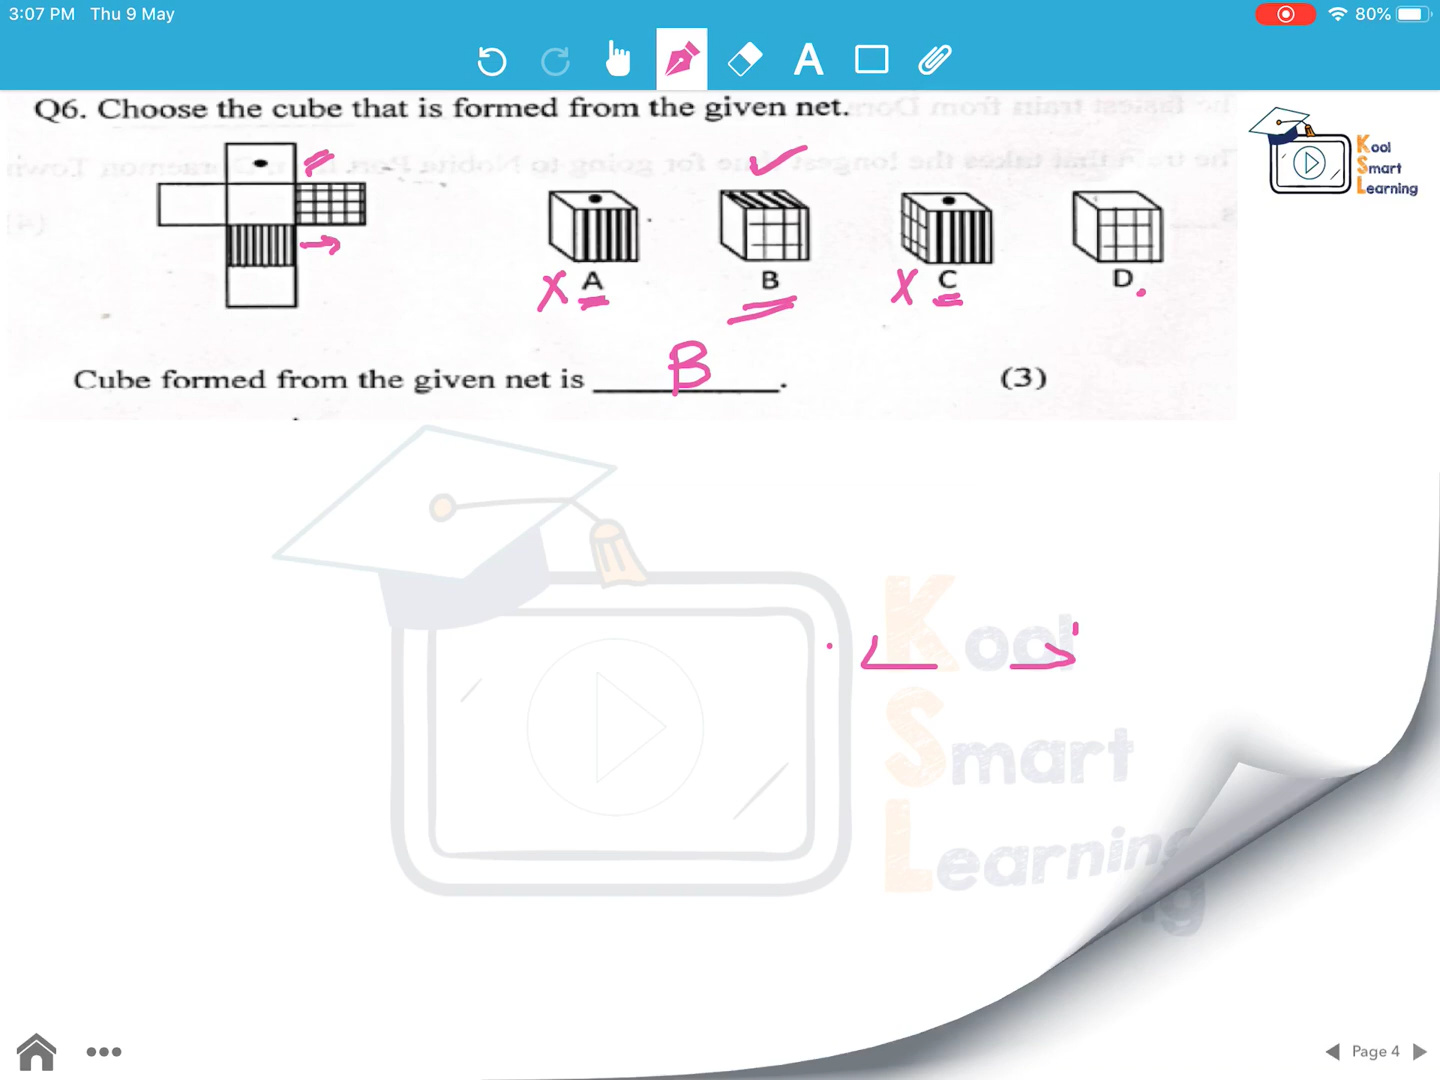 3:07 PM Thu 9 May
80%
A
Q6. Choose the cube that is formed from the given net.
Kool
Smart
Learning
X A
B
X C
D
Cube formed from the given net is B .
(3)
Kool
Smart
Learning
Page 4